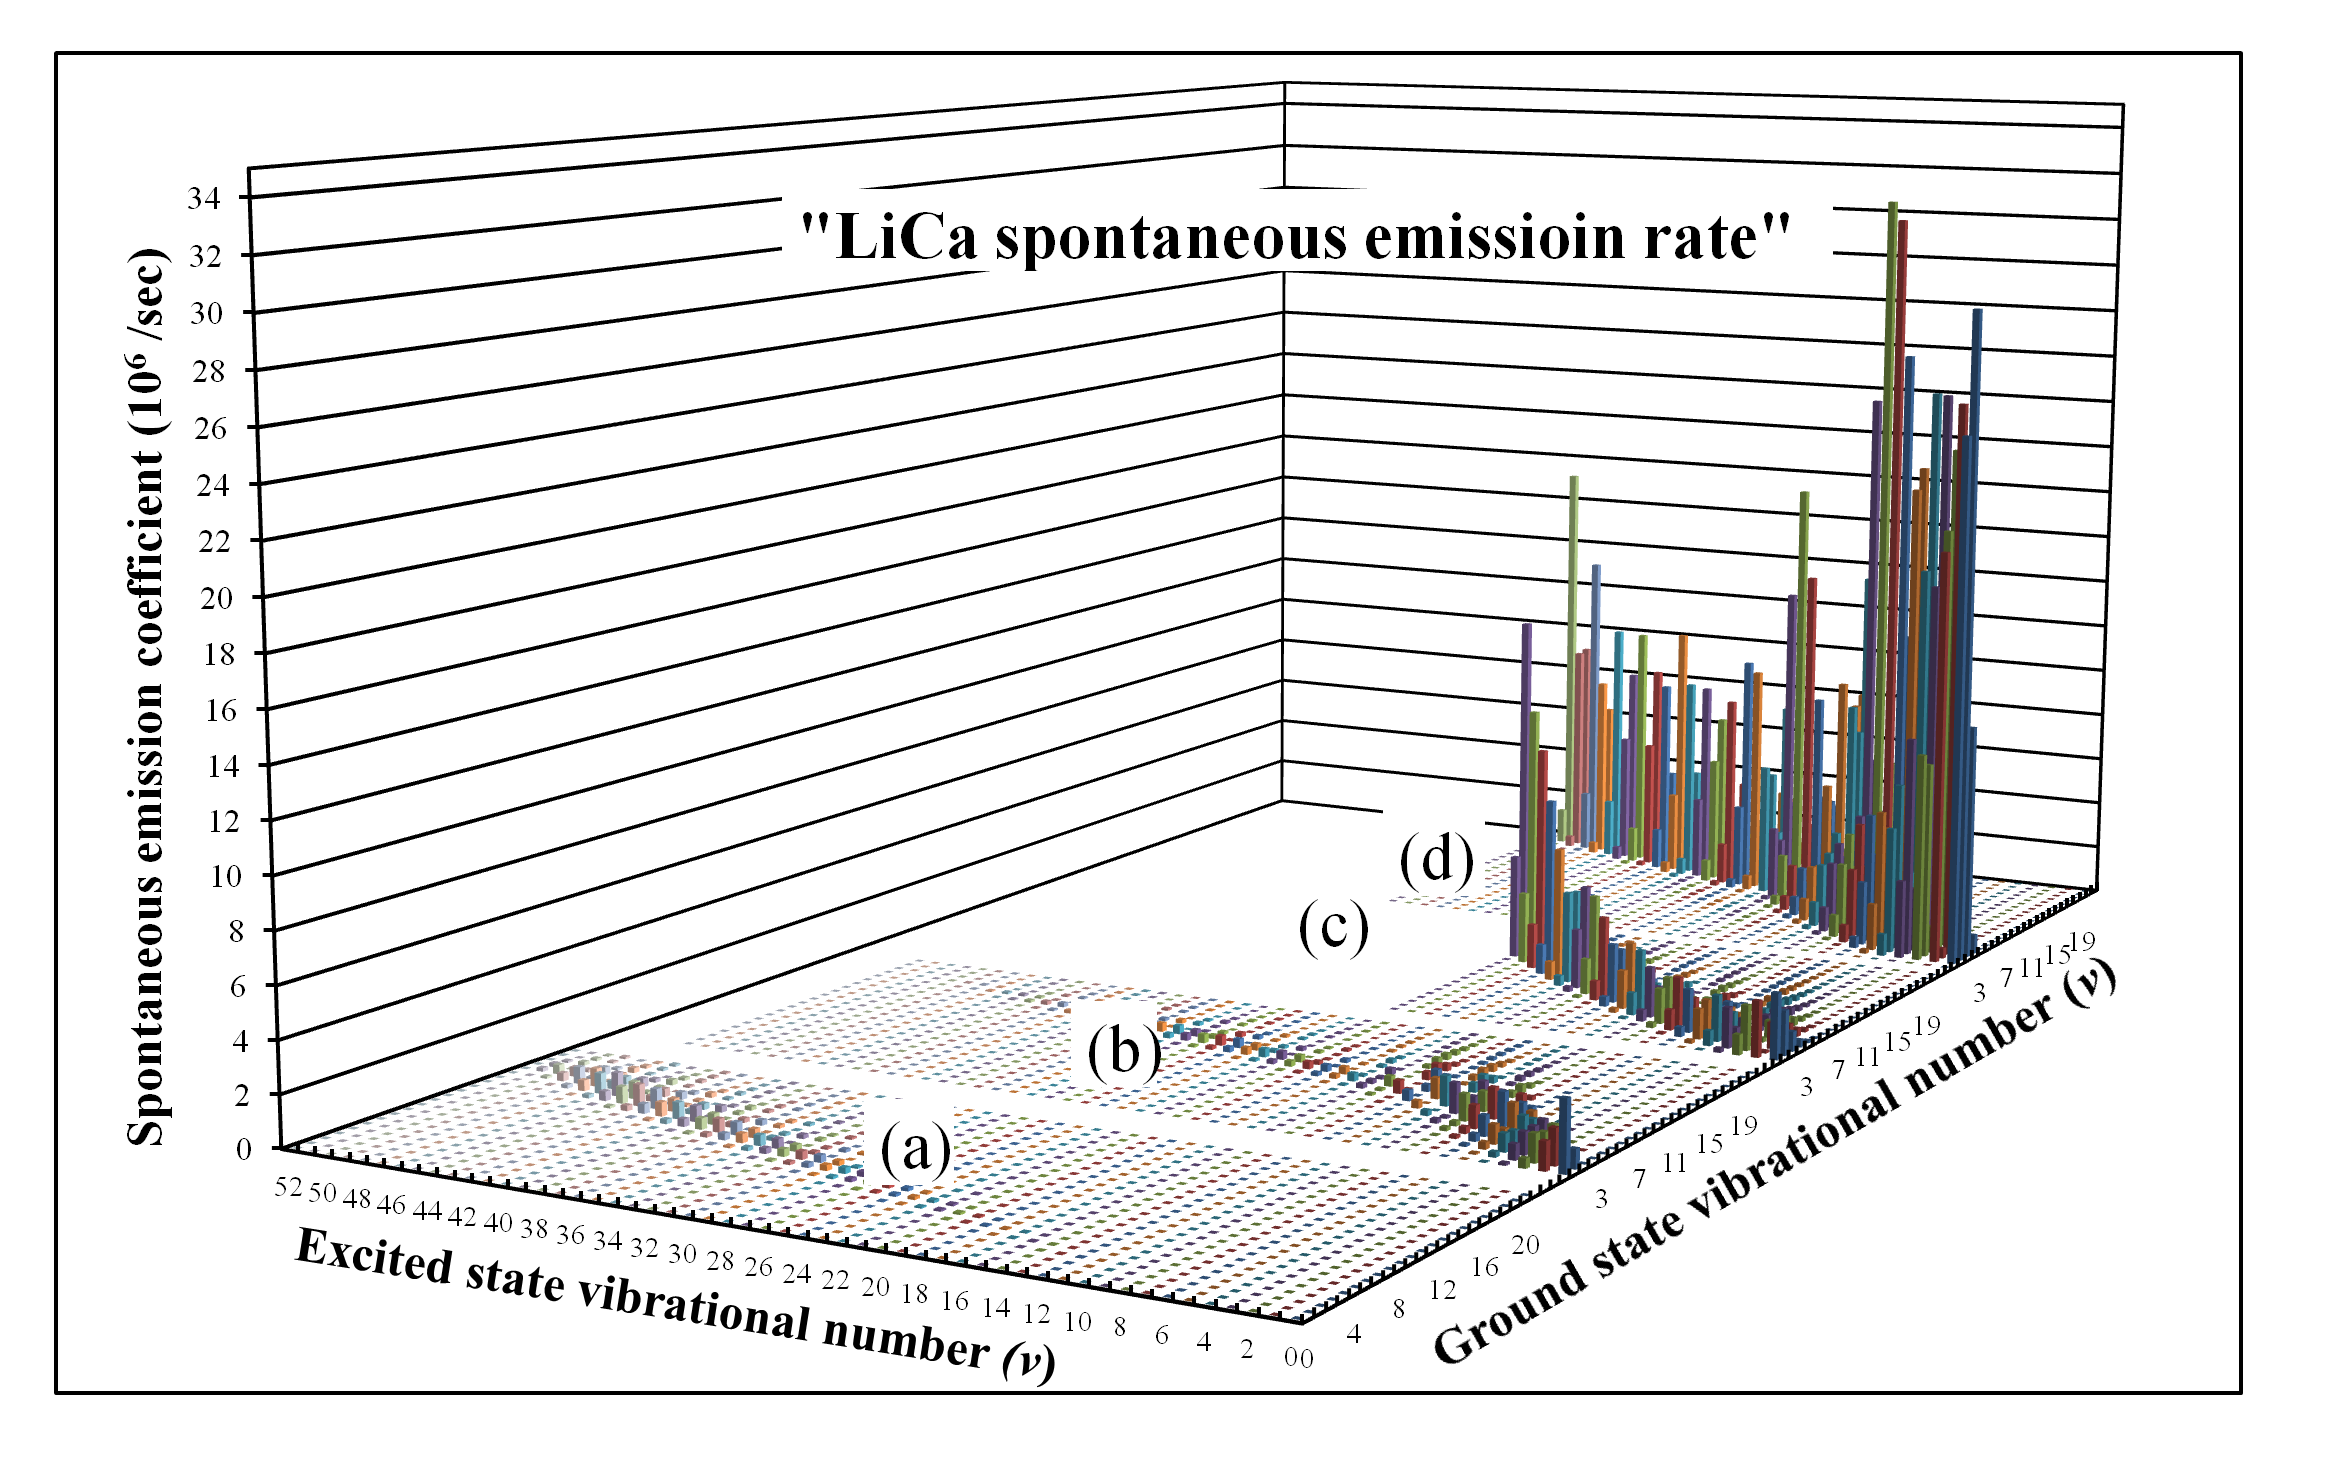 "LiCa spontaneous emissioin rate"
Spontaneous emission coefficient (10⁶ /sec)
34
32
30
28
26
24
22
20
18
16
14
12
10
8
6
4
2
0
(d)
(c)
(b)
(a)
52 50 48 46 44 42 40 38 36 34 32 30 28 26 24 22 20 18 16 14 12 10 8 6 4 2 0
Excited state vibrational number (v)
0 4 8 12 16 20 3 7 11 15 19 3 7 11 15 19 3 7 11 15 19
Ground state vibrational number (v)